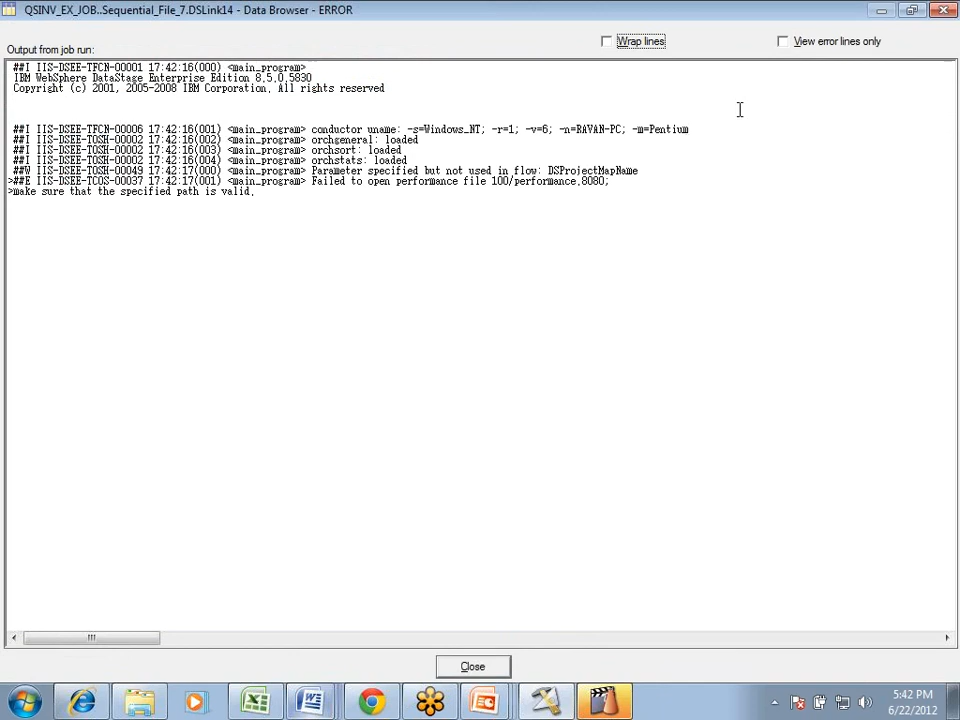 QSINV_EX_JOB..Sequential_File_7.DSLink14 - Data Browser - ERROR
Output from job run:
Wrap lines
View error lines only
##I IIS-DSEE-TFCN-00001 17:42:16(000) <main_program>
IBM WebSphere DataStage Enterprise Edition 8.5.0.5830
Copyright (c) 2001, 2005-2008 IBM Corporation. All rights reserved
##I IIS-DSEE-TFCN-00006 17:42:16(001) <main_program> conductor uname: -s=Windows_NT; -r=1; -v=6; -n=RAVAN-PC; -m=Pentium
##I IIS-DSEE-TOSH-00002 17:42:16(002) <main_program> orchgeneral: loaded
##I IIS-DSEE-TOSH-00002 17:42:16(003) <main_program> orchsort: loaded
##I IIS-DSEE-TOSH-00002 17:42:16(004) <main_program> orchstats: loaded
##W IIS-DSEE-TOSH-00049 17:42:17(000) <main_program> Parameter specified but not used in flow: DSProjectMapName
>##E IIS-DSEE-TCOS-00037 17:42:17(001) <main_program> Failed to open performance file 100/performance.8080;
>make sure that the specified path is valid.
Close
5:42 PM
6/22/2012